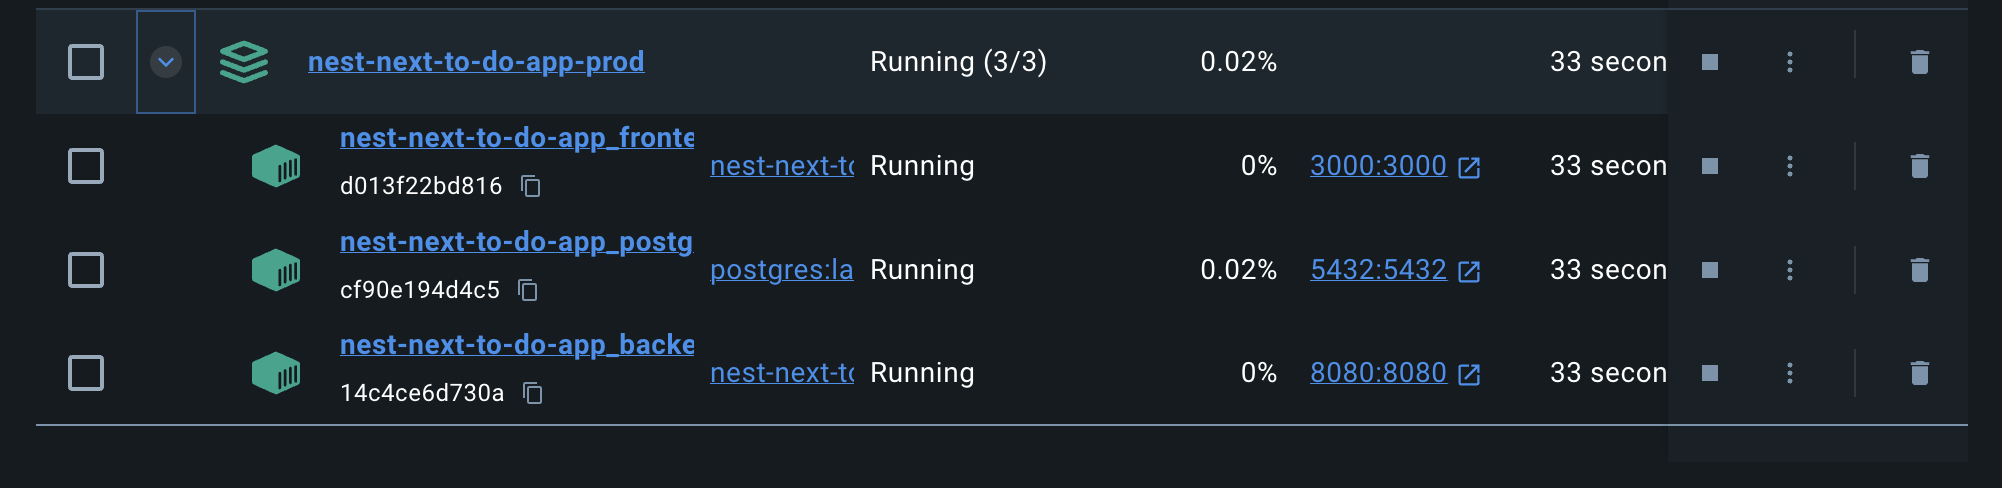 nest-next-to-do-app-prod Running (3/3) 0.02% 33 secon
nest-next-to-do-app_fronte
d013f22bd816 nest-next-to Running 0% 3000:3000 33 secon
nest-next-to-do-app_postg
cf90e194d4c5 postgres:la Running 0.02% 5432:5432 33 secon
nest-next-to-do-app_backe
14c4ce6d730a nest-next-to Running 0% 8080:8080 33 secon